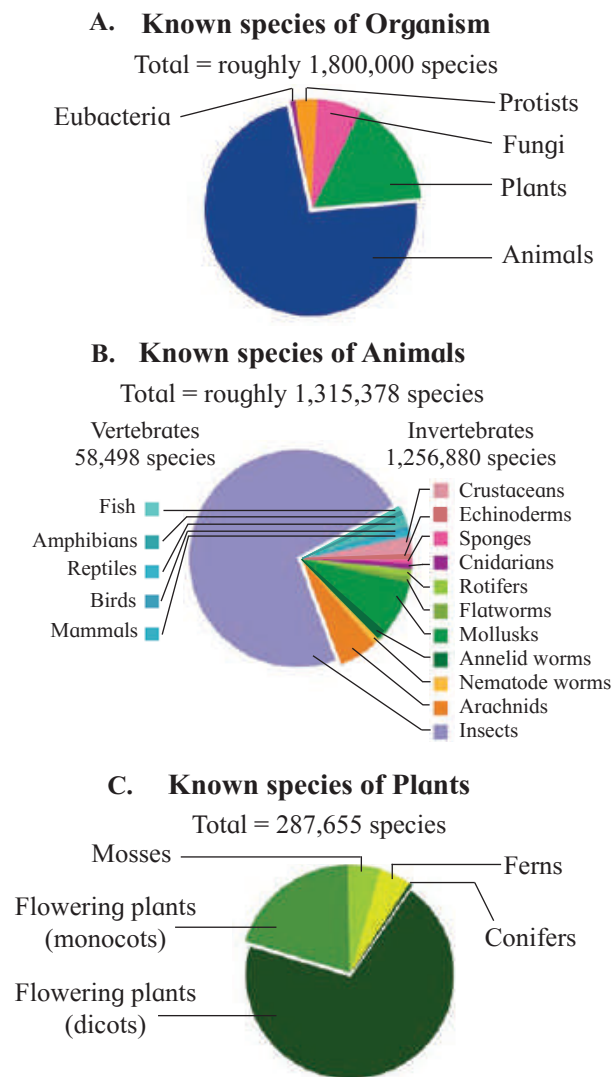 A. Known species of Organism
Total = roughly 1,800,000 species
Eubacteria
Protists
Fungi
Plants
Animals
B. Known species of Animals
Total = roughly 1,315,378 species
Vertebrates
58,498 species
Fish
Amphibians
Reptiles
Birds
Mammals
Invertebrates
1,256,880 species
Crustaceans
Echinoderms
Sponges
Cnidarians
Rotifers
Flatworms
Mollusks
Annelid worms
Nematode worms
Arachnids
Insects
C. Known species of Plants
Total = 287,655 species
Mosses
Ferns
Flowering plants
(monocots)
Conifers
Flowering plants
(dicots)